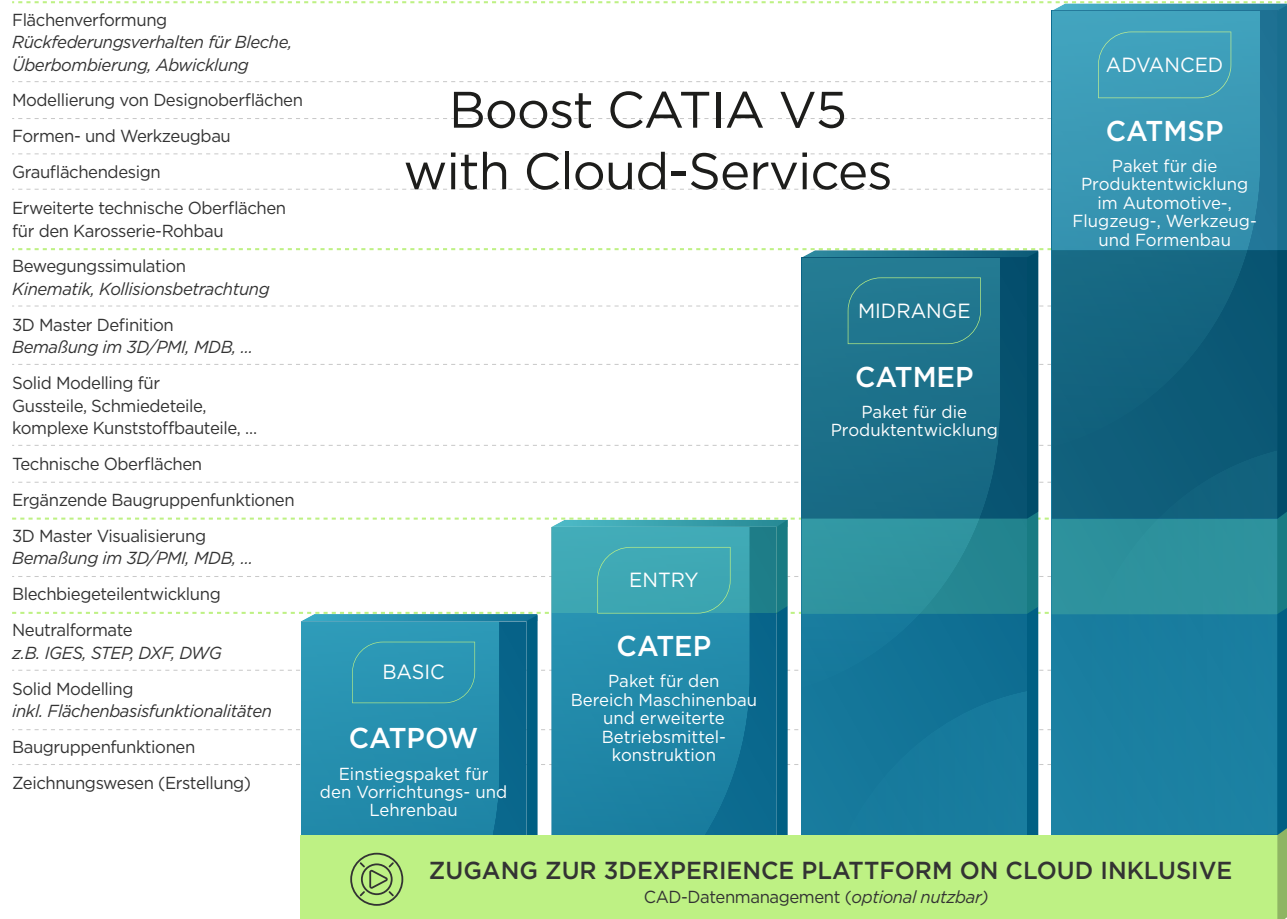 Flächenverformung
Rückfederungsverhalten für Bleche,
Überbombierung, Abwicklung
Modellierung von Designoberflächen
Formen- und Werkzeugbau
Grauflächendesign
Erweiterte technische Oberflächen
für den Karosserie-Rohbau
Bewegungssimulation
Kinematik, Kollisionsbetrachtung
3D Master Definition
Bemaßung im 3D/PMI, MDB, ...
Solid Modelling für
Gussteile, Schmiedeteile,
komplexe Kunststoffbauteile, ...
Technische Oberflächen
Ergänzende Baugruppenfunktionen
3D Master Visualisierung
Bemaßung im 3D/PMI, MDB, ...
Blechbiegeteilentwicklung
Neutralformate
z.B. IGES, STEP, DXF, DWG
Solid Modelling
inkl. Flächenbasisfunktionalitäten
Baugruppenfunktionen
Zeichnungswesen (Erstellung)
Boost CATIA V5
with Cloud-Services
BASIC
CATPOW
Einstiegspaket für
den Vorrichtungs- und
Lehrenbau
ENTRY
CATEP
Paket für den
Bereich Maschinenbau
und erweiterte
Betriebsmittel-
konstruktion
MIDRANGE
CATMEP
Paket für die
Produktentwicklung
ADVANCED
CATMSP
Paket für die
Produktentwicklung
im Automotive-,
Flugzeug-, Werkzeug-
und Formenbau
ZUGANG ZUR 3DEXPERIENCE PLATTFORM ON CLOUD INKLUSIVE
CAD-Datenmanagement (optional nutzbar)